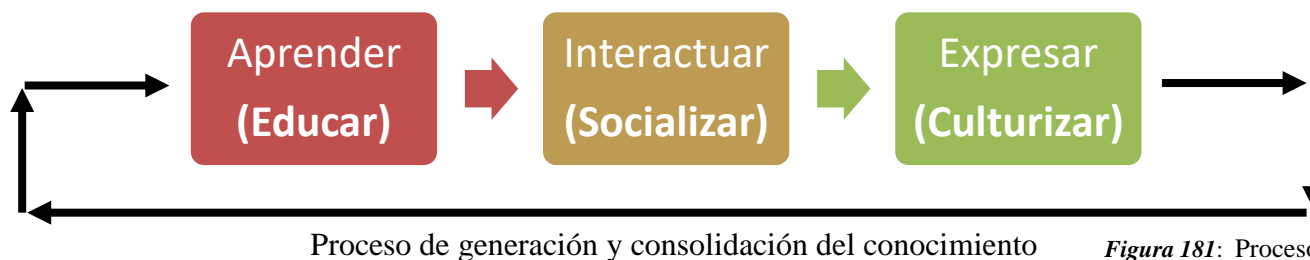 Aprender
(Educar)
Interactuar
(Socializar)
Expresar
(Culturizar)
Proceso de generación y consolidación del conocimiento
Figura 181: Proceso